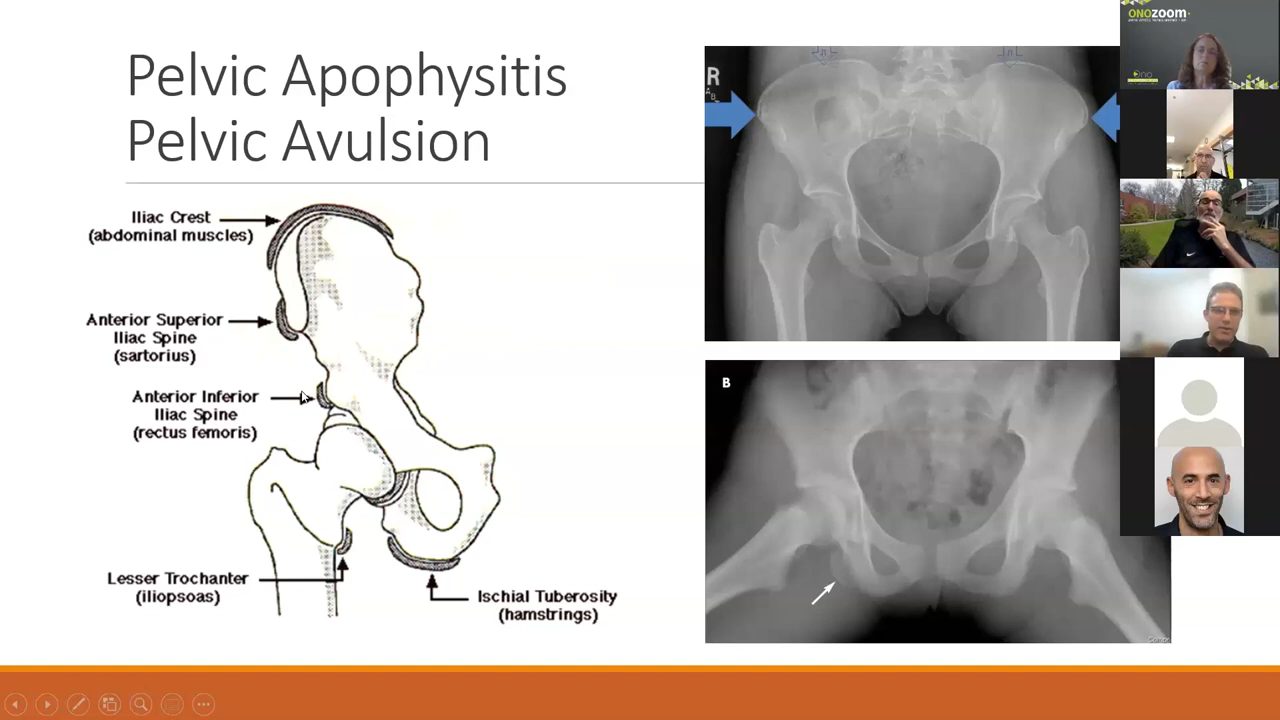 Pelvic Apophysitis
Pelvic Avulsion
Iliac Crest
(abdominal muscles)
Anterior Superior
Iliac Spine
(sartorius)
Anterior Inferior
Iliac Spine
(rectus femoris)
Lesser Trochanter
(iliopsoas)
Ischial Tuberosity
(hamstrings)
R
B
ONOZOOM